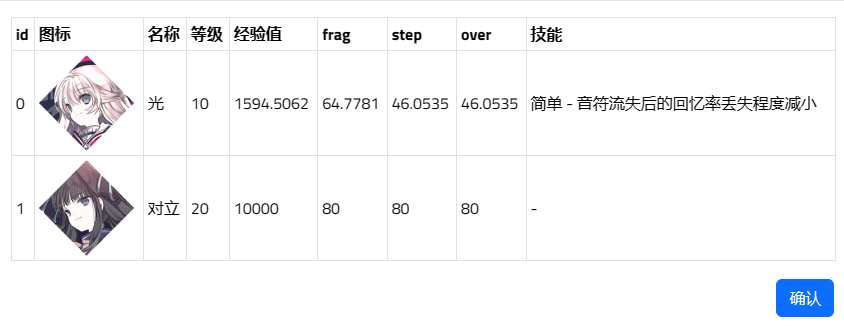 id 图标 名称 等级 经验值 frag step over 技能
0 光 10 1594.5062 64.7781 46.0535 46.0535 简单 - 音符流失后的回忆率丢失程度减小
1 对立 20 10000 80 80 80 -
确认